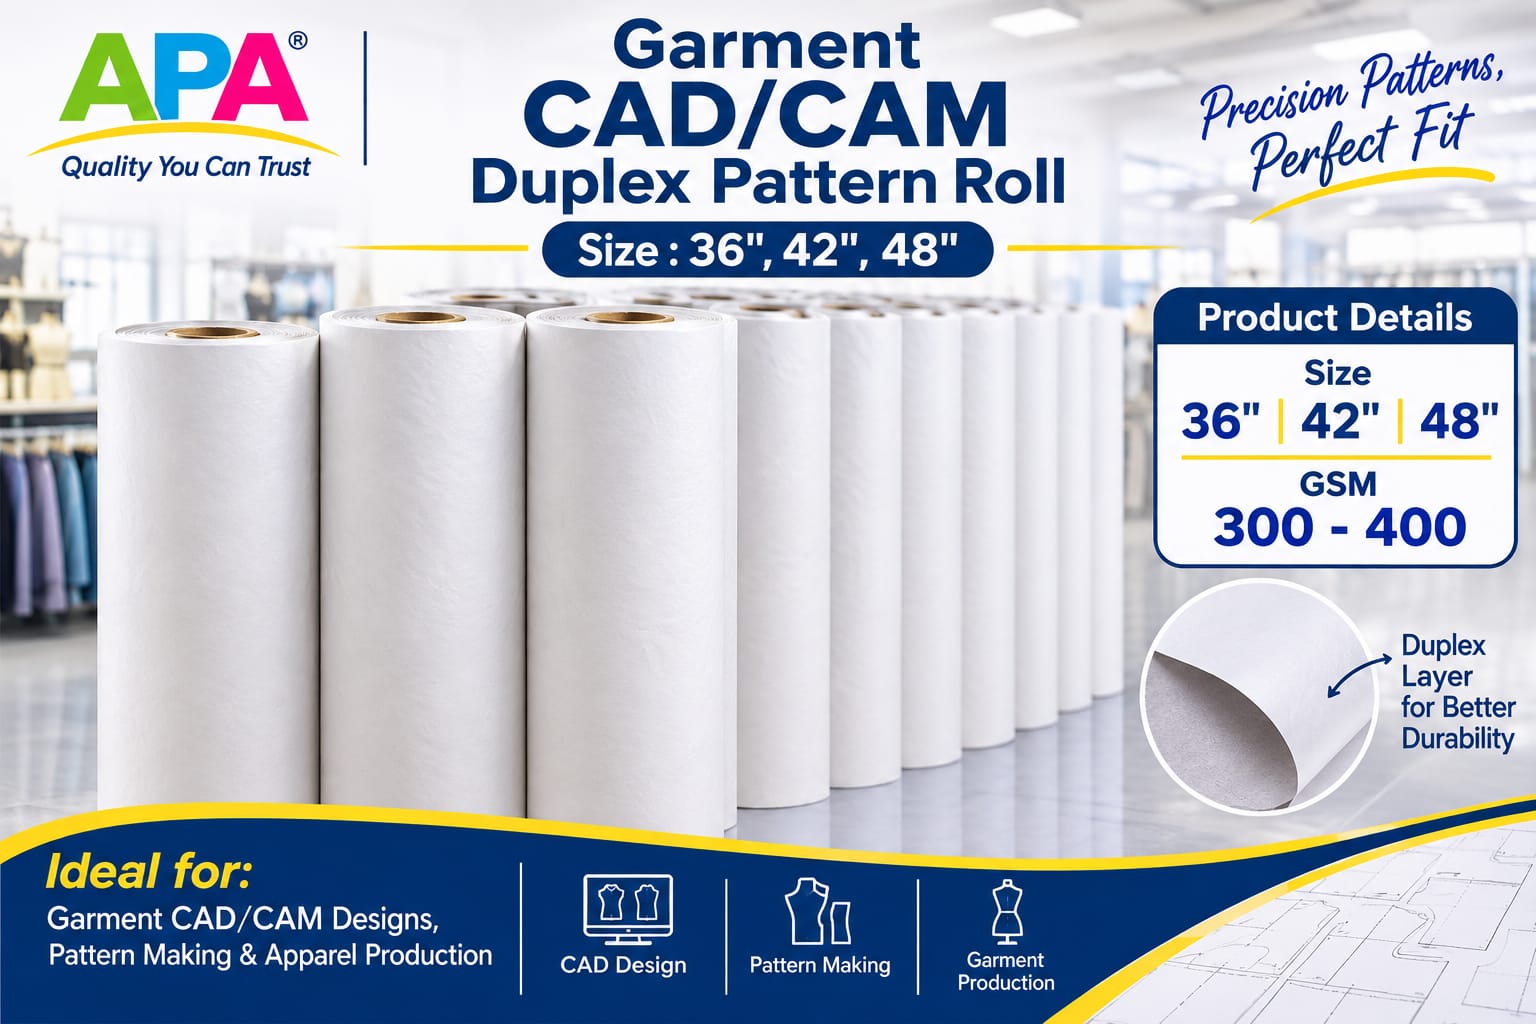 APA®
Quality You Can Trust
Garment
CAD/CAM
Duplex Pattern Roll
Size : 36", 42", 48"
Precision Patterns,
Perfect Fit
Product Details
Size
36" | 42" | 48"
GSM
300 - 400
Duplex
Layer
for Better
Durability
Ideal for:
Garment CAD/CAM Designs,
Pattern Making & Apparel Production
CAD Design
Pattern Making
Garment
Production